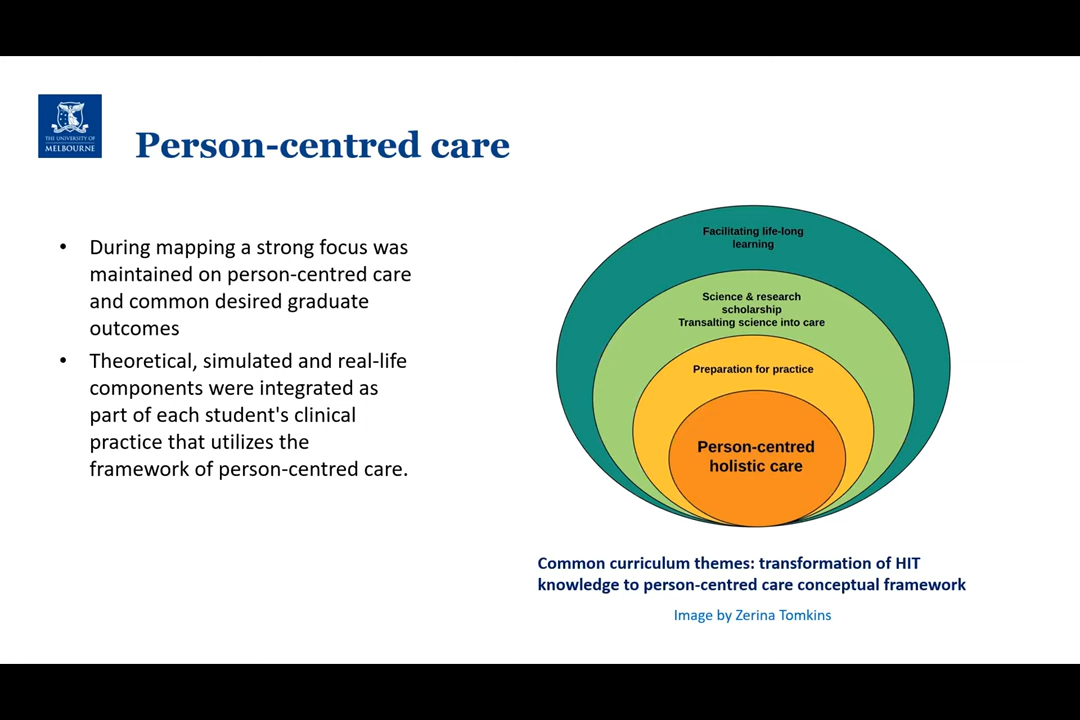 THE UNIVERSITY OF
MELBOURNE
Person-centred care
• During mapping a strong focus was
maintained on person-centred care
and common desired graduate
outcomes
• Theoretical, simulated and real-life
components were integrated as
part of each student's clinical
practice that utilizes the
framework of person-centred care.
Facilitating life-long
learning
Science & research
scholarship
Transalting science into care
Preparation for practice
Person-centred
holistic care
Common curriculum themes: transformation of HIT
knowledge to person-centred care conceptual framework
Image by Zerina Tomkins